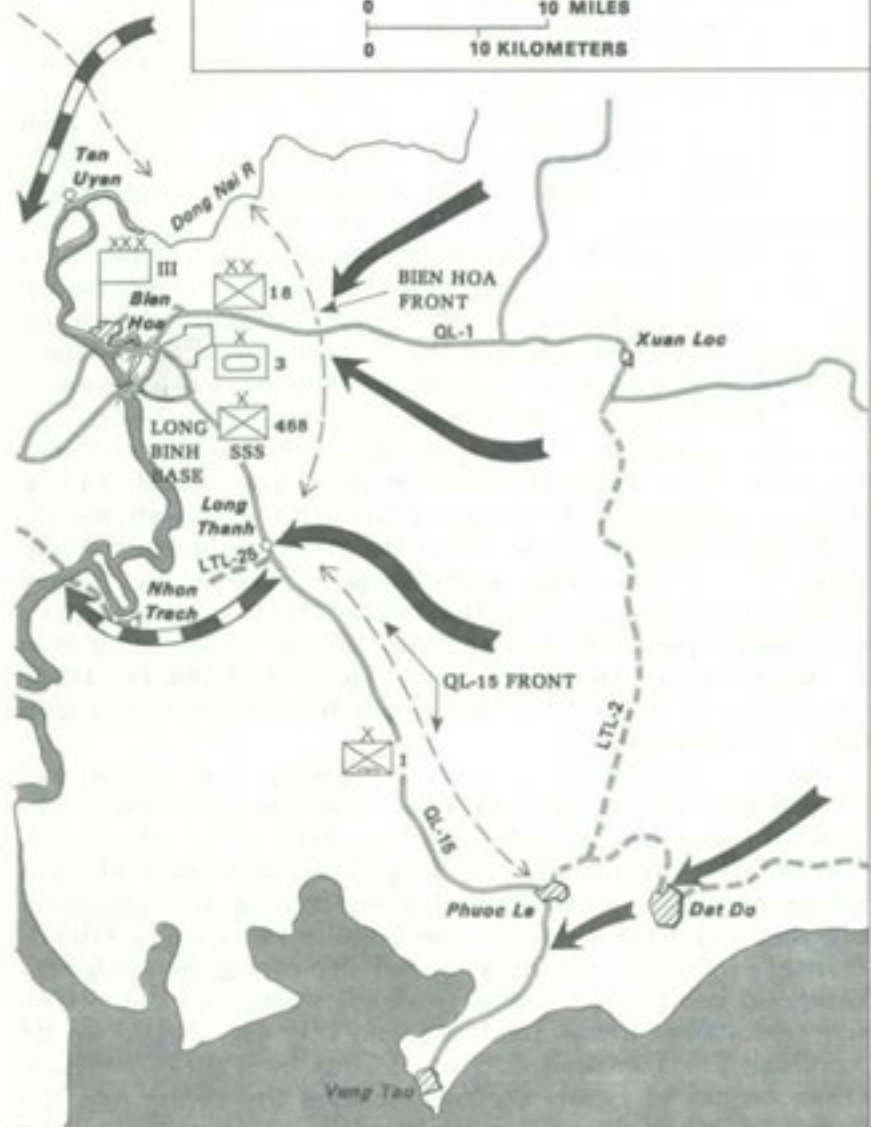 0 10 MILES
0 10 KILOMETERS
Tan
Uyen
Dong Nai R
XXX
III
XX
18
BIEN HOA
FRONT
Bien
Hoa
QL-1
Xuan Loc
X
3
X
468
SSS
LONG
BINH
BASE
Long
Thanh
LTL-25
Nhon
Trach
QL-15 FRONT
LTL-2
X
1
QL-15
Phuoc Le
Dat Do
Vung Tau